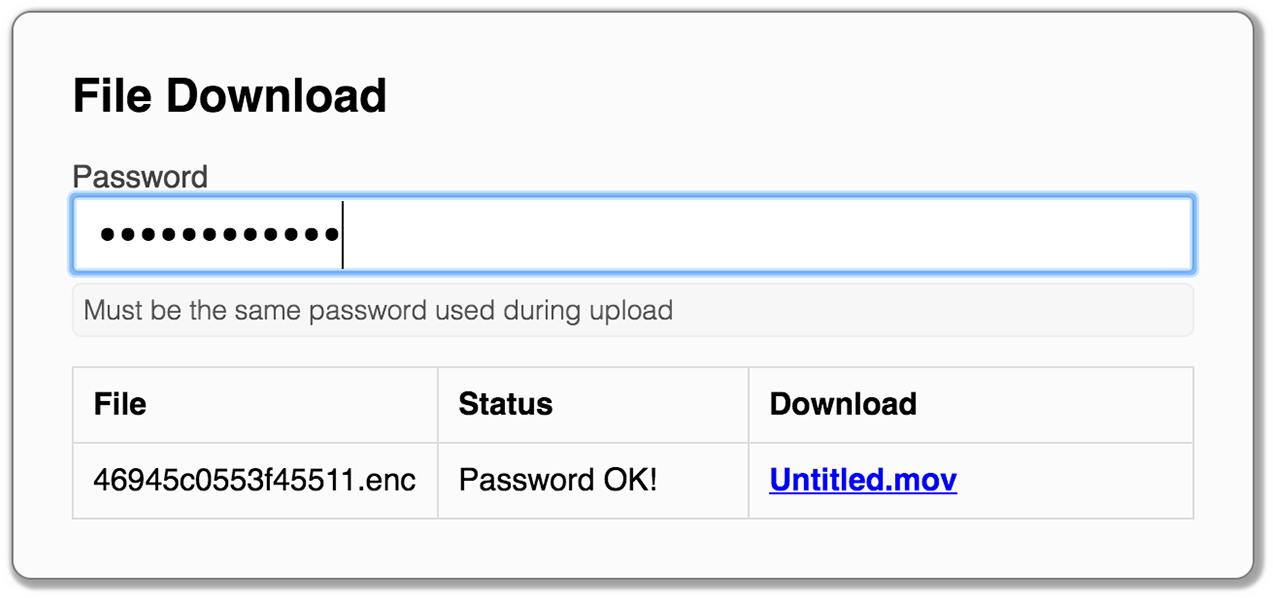 File Download
Password
••••••••••••
Must be the same password used during upload
File Status Download
46945c0553f45511.enc Password OK! Untitled.mov